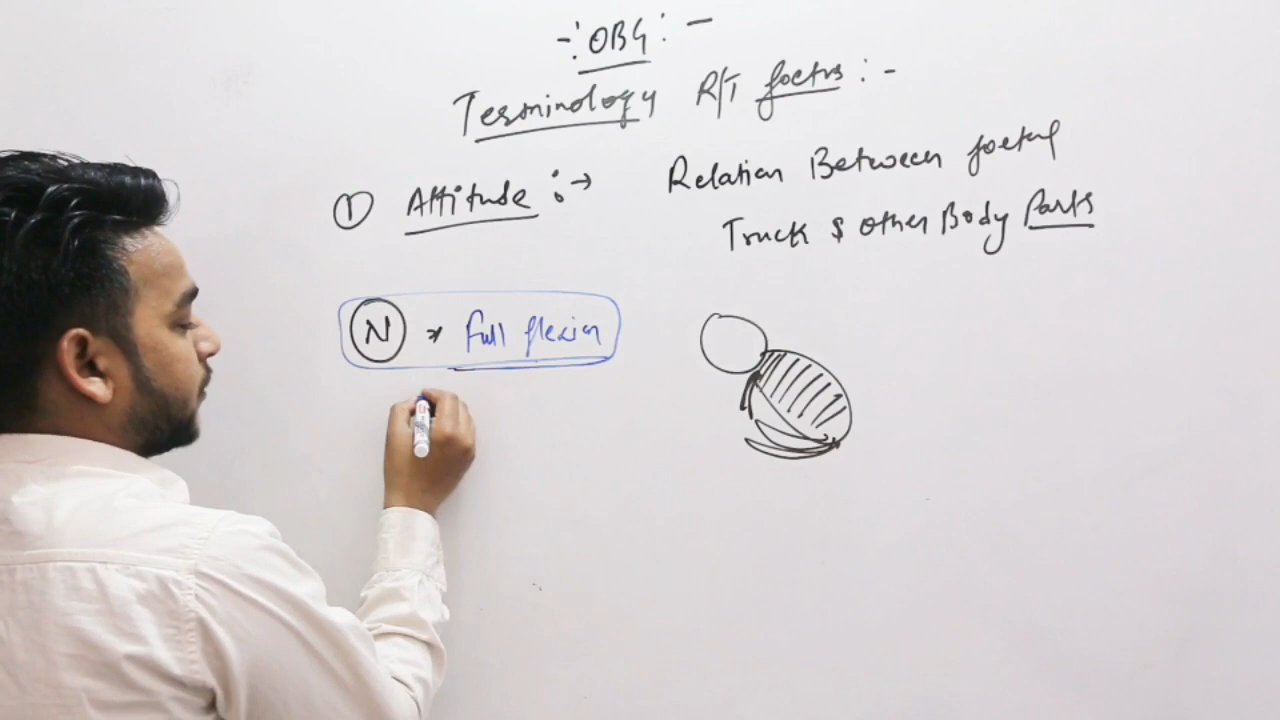 -: OBG :-
Terminology R/T foetus :-
① Attitude :→ Relation Between foetal
Trunk & other Body Parts
N * Full flexion